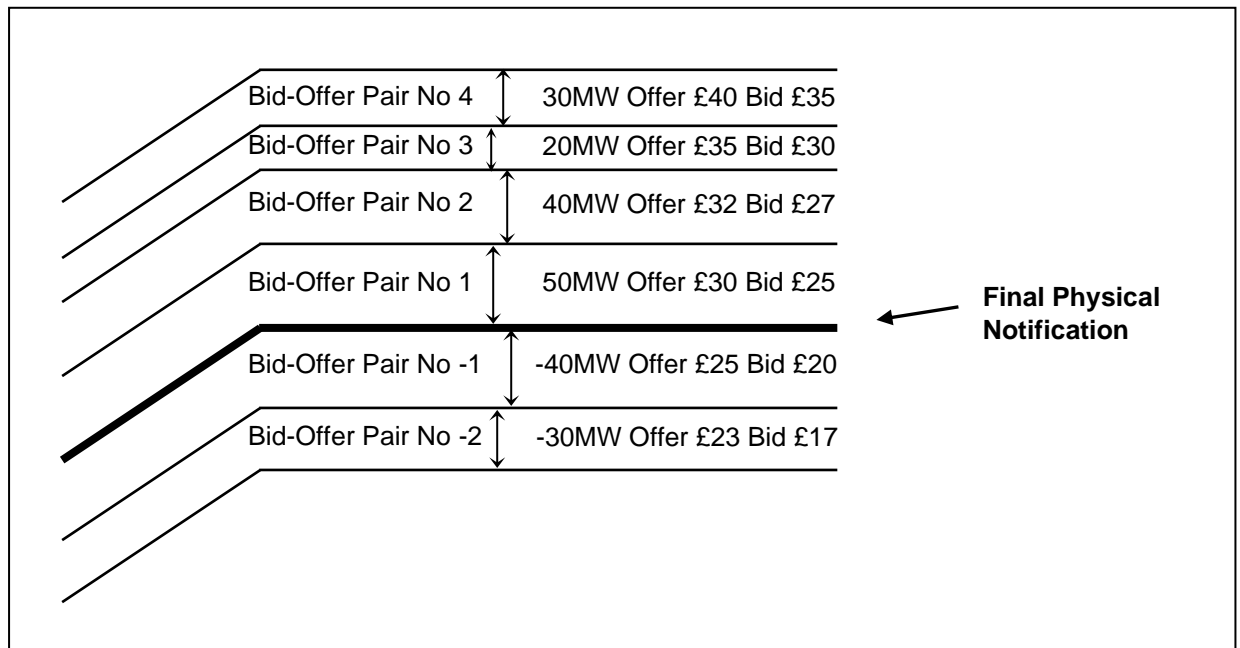 Bid-Offer Pair No 4 30MW Offer £40 Bid £35
Bid-Offer Pair No 3 20MW Offer £35 Bid £30
Bid-Offer Pair No 2 40MW Offer £32 Bid £27
Bid-Offer Pair No 1 50MW Offer £30 Bid £25
Final Physical
Notification
Bid-Offer Pair No -1 -40MW Offer £25 Bid £20
Bid-Offer Pair No -2 -30MW Offer £23 Bid £17